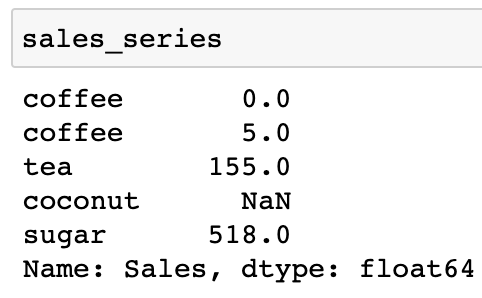 sales_series
coffee 0.0
coffee 5.0
tea 155.0
coconut NaN
sugar 518.0
Name: Sales, dtype: float64